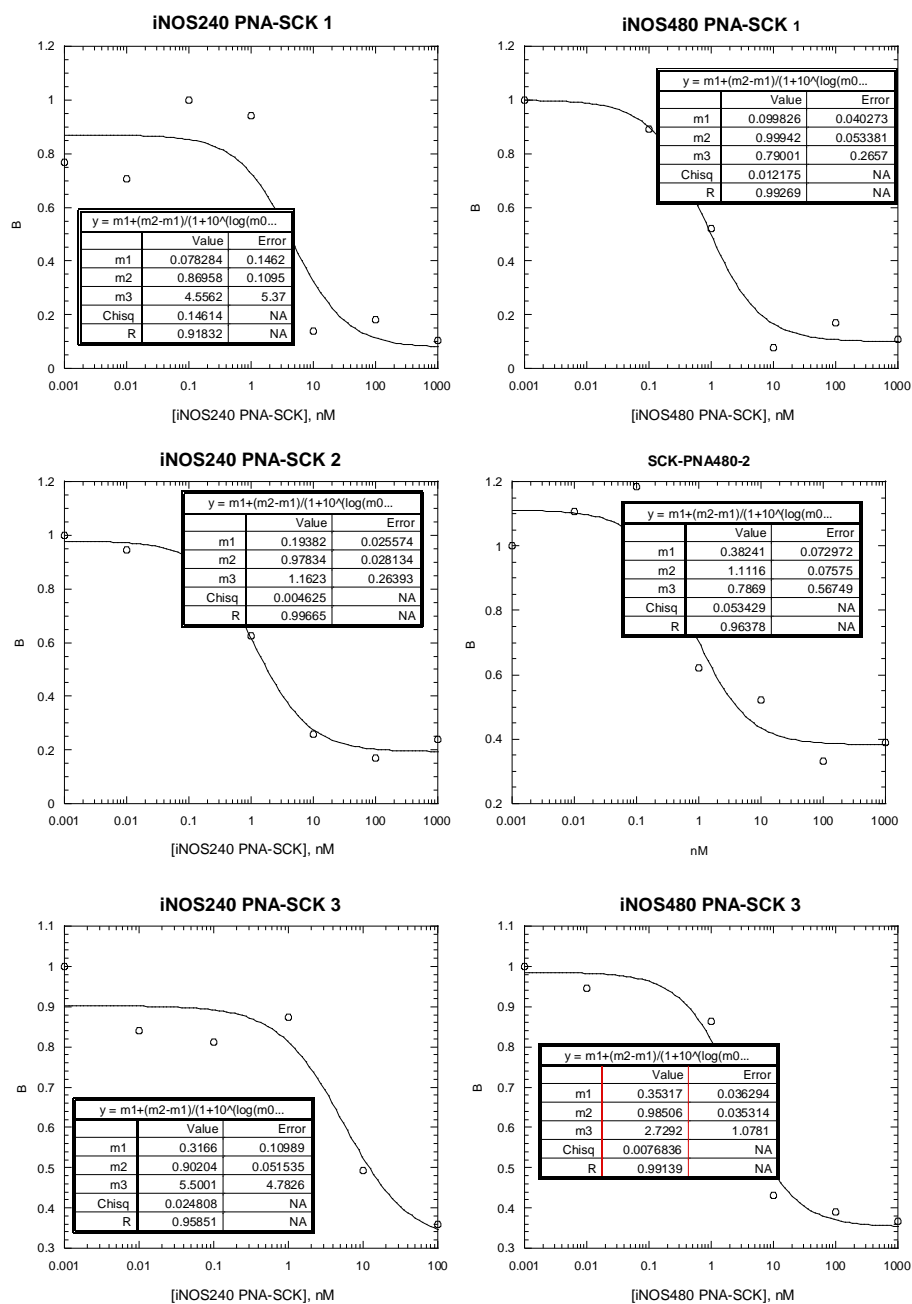 iNOS240 PNA-SCK 1
1.2
1
0.8
0.6
0.4
0.2
0
B
y = m1+(m2-m1)/(1+10^(log(m0...
Value Error
m1 0.078284 0.1462
m2 0.86958 0.1095
m3 4.5562 5.37
Chisq 0.14614 NA
R 0.91832 NA
0.001 0.01 0.1 1 10 100 1000
[iNOS240 PNA-SCK], nM
iNOS480 PNA-SCK 1
1.2
1
0.8
0.6
0.4
0.2
0
B
y = m1+(m2-m1)/(1+10^(log(m0...
Value Error
m1 0.099826 0.040273
m2 0.99942 0.053381
m3 0.79001 0.2657
Chisq 0.012175 NA
R 0.99269 NA
0.001 0.01 0.1 1 10 100 1000
[iNOS480 PNA-SCK], nM
iNOS240 PNA-SCK 2
1.2
1
0.8
0.6
0.4
0.2
0
B
y = m1+(m2-m1)/(1+10^(log(m0...
Value Error
m1 0.19382 0.025574
m2 0.97834 0.028134
m3 1.1623 0.26393
Chisq 0.004625 NA
R 0.99665 NA
0.001 0.01 0.1 1 10 100 1000
[iNOS240 PNA-SCK], nM
SCK-PNA480-2
1.2
1
0.8
0.6
0.4
0.2
B
y = m1+(m2-m1)/(1+10^(log(m0...
Value Error
m1 0.38241 0.072972
m2 1.1116 0.07575
m3 0.7869 0.56749
Chisq 0.053429 NA
R 0.96378 NA
0.001 0.01 0.1 1 10 100 1000
nM
iNOS240 PNA-SCK 3
1.1
1
0.9
0.8
0.7
0.6
0.5
0.4
0.3
B
y = m1+(m2-m1)/(1+10^(log(m0...
Value Error
m1 0.3166 0.10989
m2 0.90204 0.051535
m3 5.5001 4.7826
Chisq 0.024808 NA
R 0.95851 NA
0.001 0.01 0.1 1 10 100
[iNOS240 PNA-SCK], nM
iNOS480 PNA-SCK 3
1.1
1
0.9
0.8
0.7
0.6
0.5
0.4
0.3
B
y = m1+(m2-m1)/(1+10^(log(m0...
Value Error
m1 0.35317 0.036294
m2 0.98506 0.035314
m3 2.7292 1.0781
Chisq 0.0076836 NA
R 0.99139 NA
0.001 0.01 0.1 1 10 100 1000
[iNOS480 PNA-SCK], nM